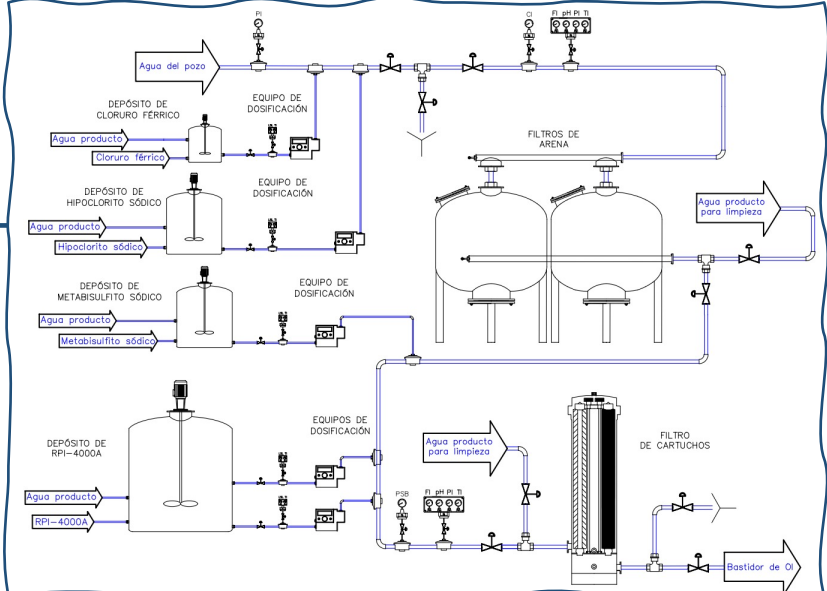 PI
CI
FI pH PI TI
Agua del pozo
DEPÓSITO DE
CLORURO FÉRRICO
EQUIPO DE
DOSIFICACIÓN
Agua producto
Cloruro férrico
FILTROS DE
ARENA
DEPÓSITO DE
HIPOCLORITO SÓDICO
EQUIPO DE
DOSIFICACIÓN
Agua producto
para limpieza
Agua producto
Hipoclorito sódico
DEPÓSITO DE
METABISULFITO SÓDICO
EQUIPO DE
DOSIFICACIÓN
Agua producto
Metabisulfito sódico
DEPÓSITO DE
RPI-4000A
EQUIPOS DE
DOSIFICACIÓN
Agua producto
para limpieza
FILTRO
DE CARTUCHOS
Agua producto
RPI-4000A
PSB
FI pH PI TI
Bastidor de OI